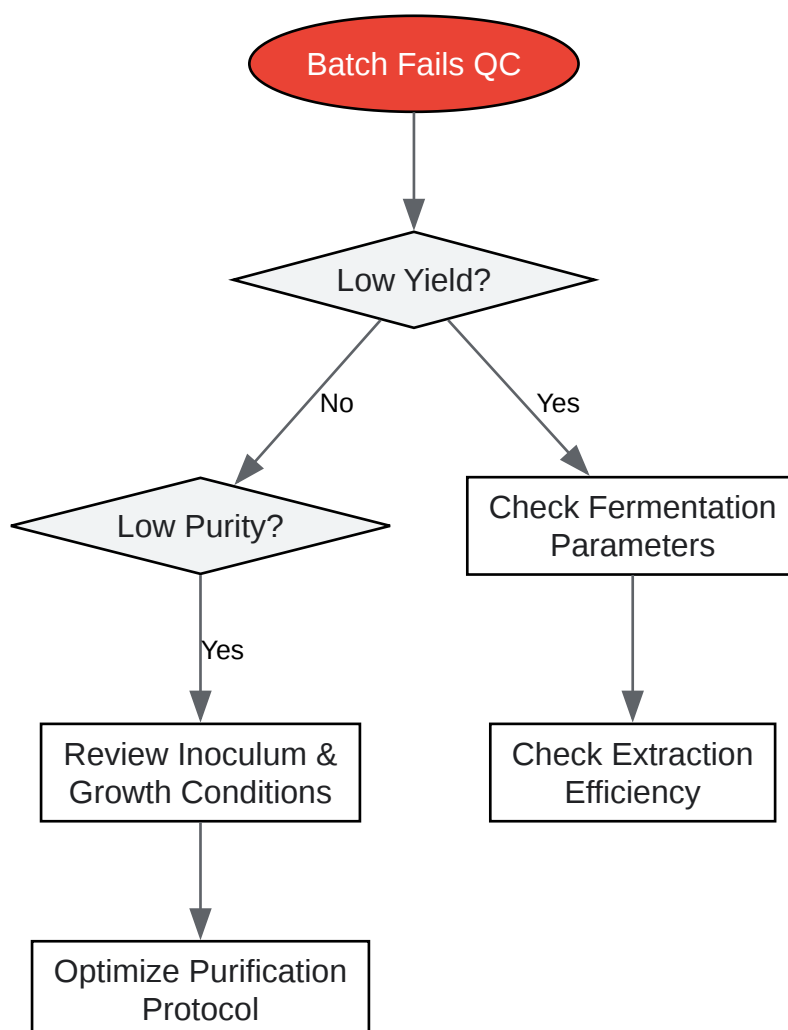 Batch Fails QC
Low Yield?
No
Yes
Low Purity?
Check Fermentation
Parameters
Yes
Review Inoculum &
Growth Conditions
Check Extraction
Efficiency
Optimize Purification
Protocol